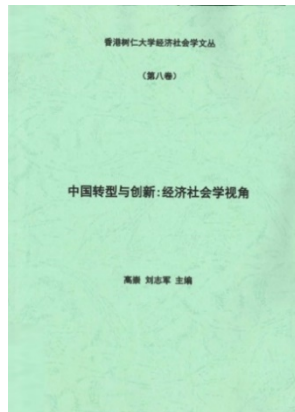 香港树仁大学经济社会学文丛
（第八卷）
中国转型与创新：经济社会学视角
高崇 刘志军 主编